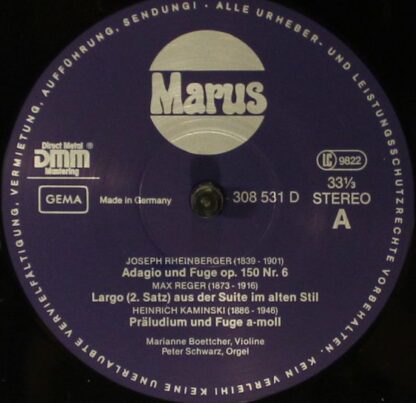 AUFFÜHRUNG, SENDUNG! - ALLE URHEBER- UND LEISTUNGSSCHUTZRECHTE VORBEHALTEN - KEIN VERLEIH! KEINE UNERLAUBTE VERVIELFÄLTIGUNG, VERMIETUNG,
Marus
Direct Metal ®
DMM
Mastering
LC 9822
GEMA
Made in Germany
308 531 D
33⅓
STEREO
A
JOSEPH RHEINBERGER (1839 - 1901)
Adagio und Fuge op. 150 Nr. 6
MAX REGER (1873 - 1916)
Largo (2. Satz) aus der Suite im alten Stil
HEINRICH KAMINSKI (1886 - 1946)
Präludium und Fuge a-moll
Marianne Boettcher, Violine
Peter Schwarz, Orgel